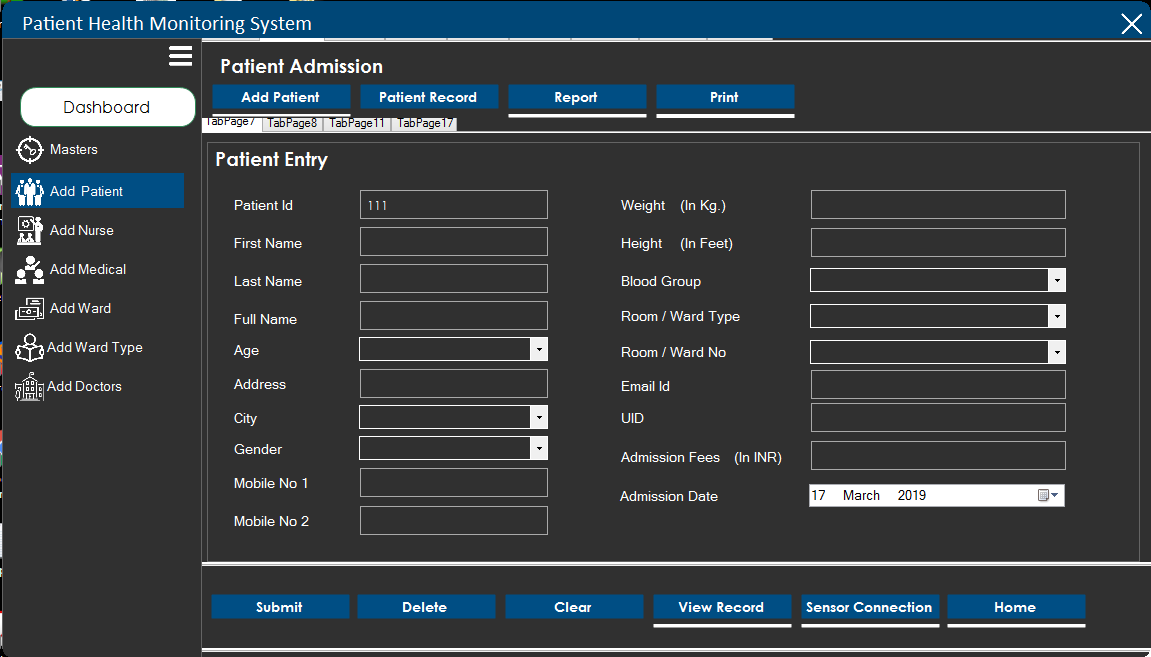 Patient Health Monitoring System
Dashboard
Masters
Add Patient
Add Nurse
Add Medical
Add Ward
Add Ward Type
Add Doctors
Patient Admission
Add Patient Patient Record Report Print
TabPage7 TabPage8 TabPage11 TabPage17
Patient Entry
Patient Id 111
First Name
Last Name
Full Name
Age
Address
City
Gender
Mobile No 1
Mobile No 2
Weight (In Kg.)
Height (In Feet)
Blood Group
Room / Ward Type
Room / Ward No
Email Id
UID
Admission Fees (In INR)
Admission Date 17 March 2019
Submit Delete Clear View Record Sensor Connection Home